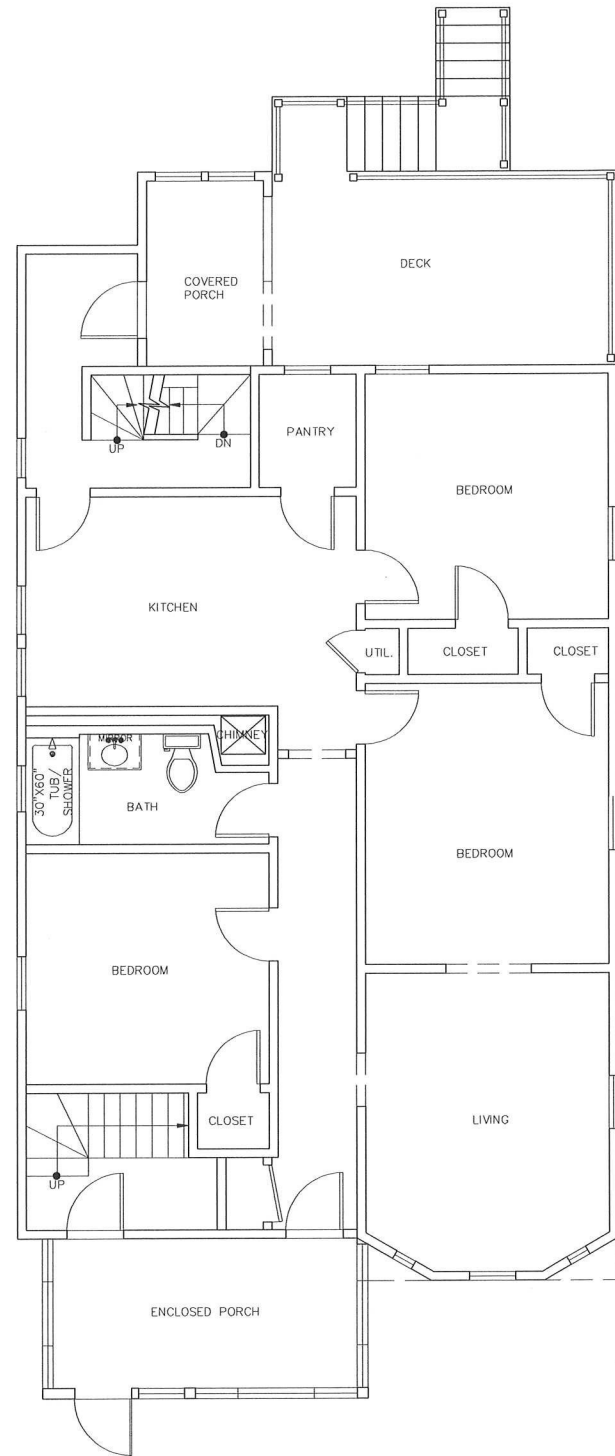 DECK
COVERED
PORCH
UP
DN
PANTRY
BEDROOM
KITCHEN
UTIL.
CLOSET
CLOSET
MIRROR
CHIMNEY
30"X60"
TUB/
SHOWER
BATH
BEDROOM
BEDROOM
CLOSET
LIVING
UP
ENCLOSED PORCH